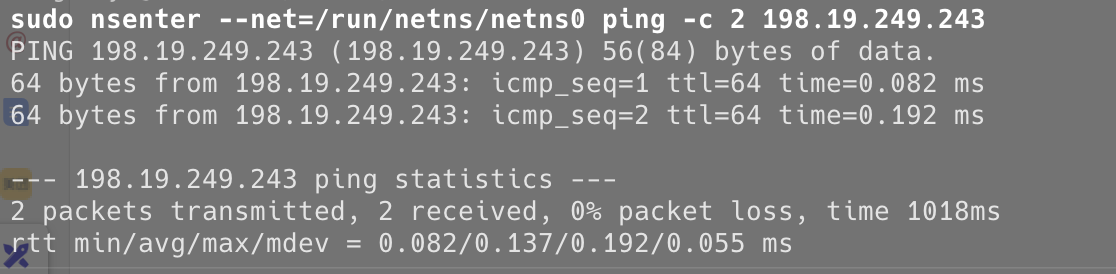 sudo nsenter --net=/run/netns/netns0 ping -c 2 198.19.249.243
PING 198.19.249.243 (198.19.249.243) 56(84) bytes of data.
64 bytes from 198.19.249.243: icmp_seq=1 ttl=64 time=0.082 ms
64 bytes from 198.19.249.243: icmp_seq=2 ttl=64 time=0.192 ms
--- 198.19.249.243 ping statistics ---
2 packets transmitted, 2 received, 0% packet loss, time 1018ms
rtt min/avg/max/mdev = 0.082/0.137/0.192/0.055 ms